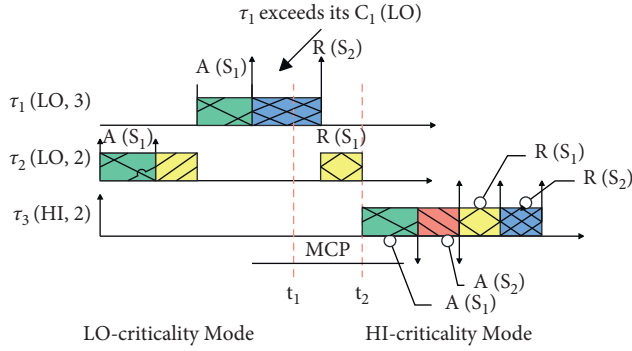 τ₁ exceeds its C₁ (LO)
A (S₁)
R (S₂)
τ₁ (LO, 3)
A (S₁)
R (S₁)
τ₂ (LO, 2)
R (S₁)
R (S₂)
τ₃ (HI, 2)
MCP
A (S₂)
A (S₁)
t₁
t₂
LO-criticality Mode
HI-criticality Mode